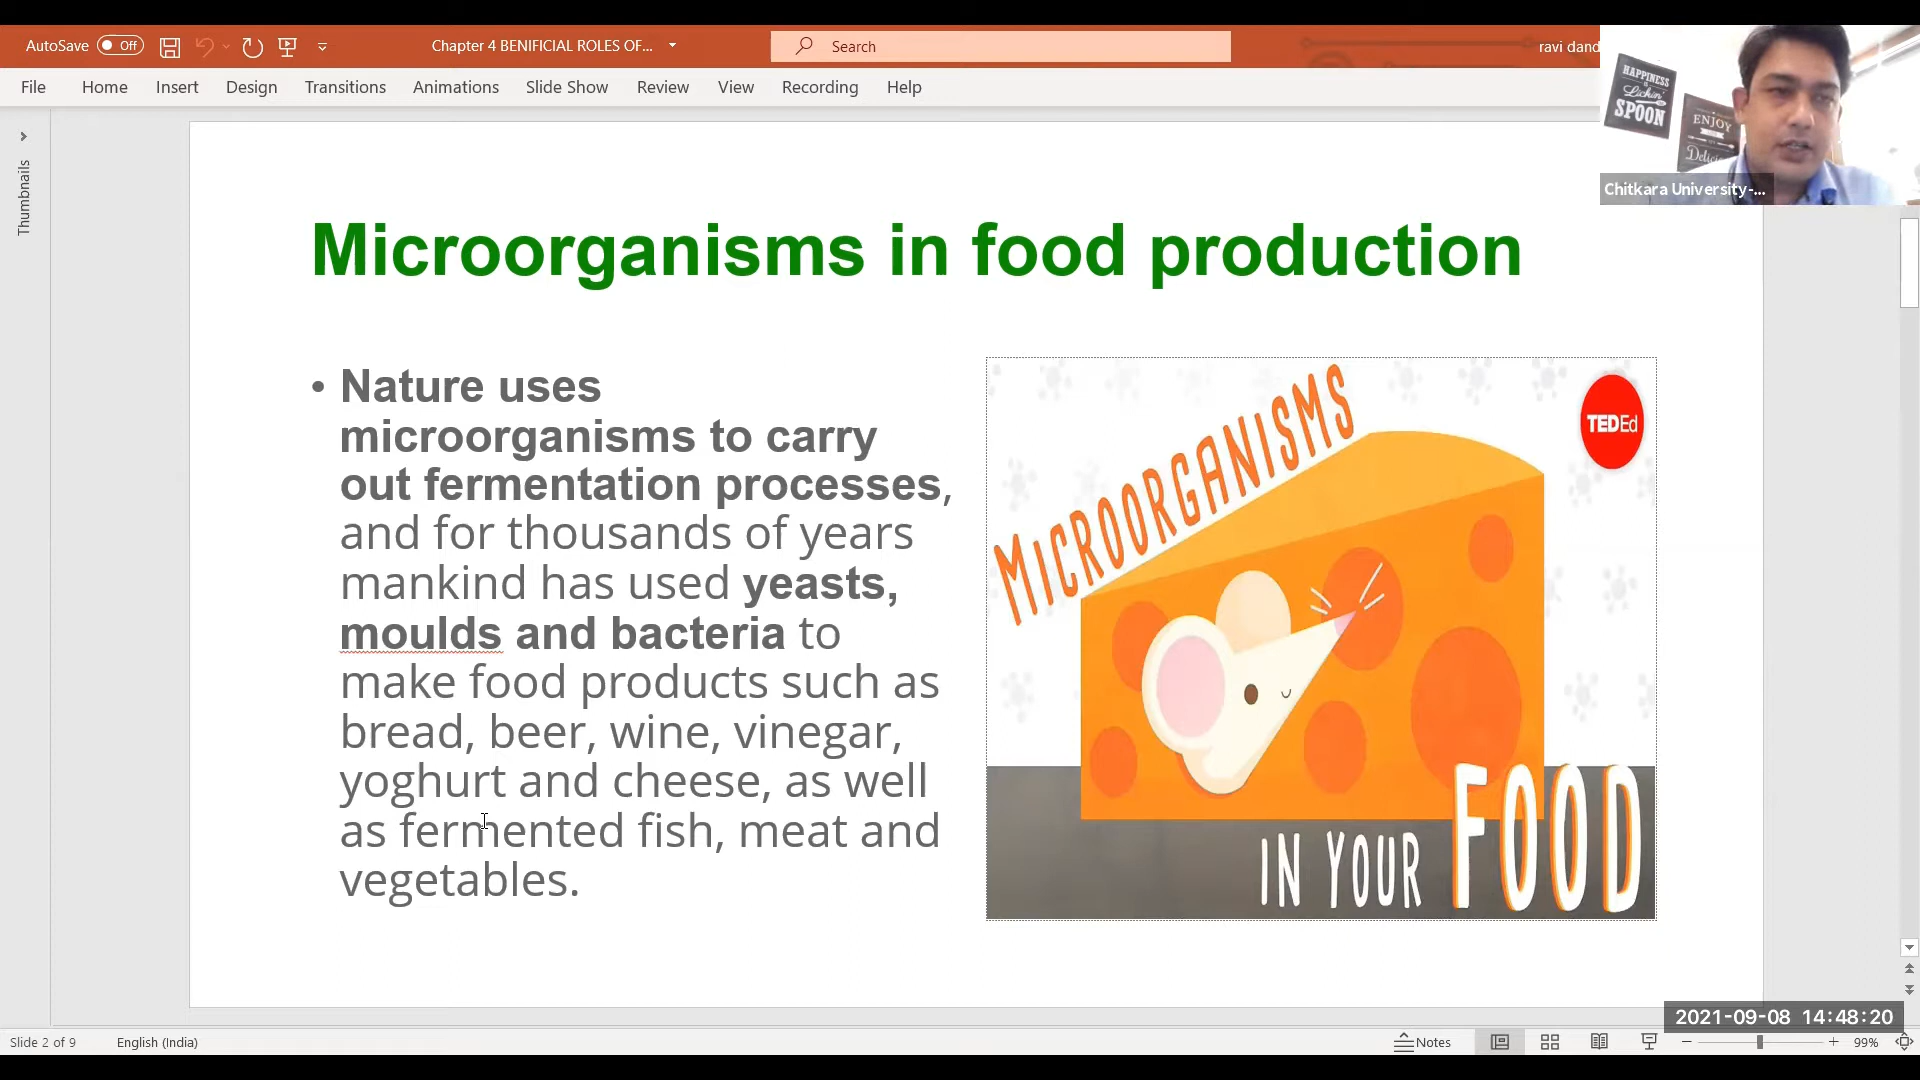 AutoSave Off Chapter 4 BENIFICIAL ROLES OF... Search ravi dand
File Home Insert Design Transitions Animations Slide Show Review View Recording Help
HAPPINESS
is
Lickin'
SPOON
ENJOY
Chitkara University-...
Thumbnails
Microorganisms in food production
• Nature uses
microorganisms to carry
out fermentation processes,
and for thousands of years
mankind has used yeasts,
moulds and bacteria to
make food products such as
bread, beer, wine, vinegar,
yoghurt and cheese, as well
as fermented fish, meat and
vegetables.
MICROORGANISMS
TEDEd
IN YOUR FOOD
2021-09-08 14:48:20
Slide 2 of 9 English (India) Notes 99%